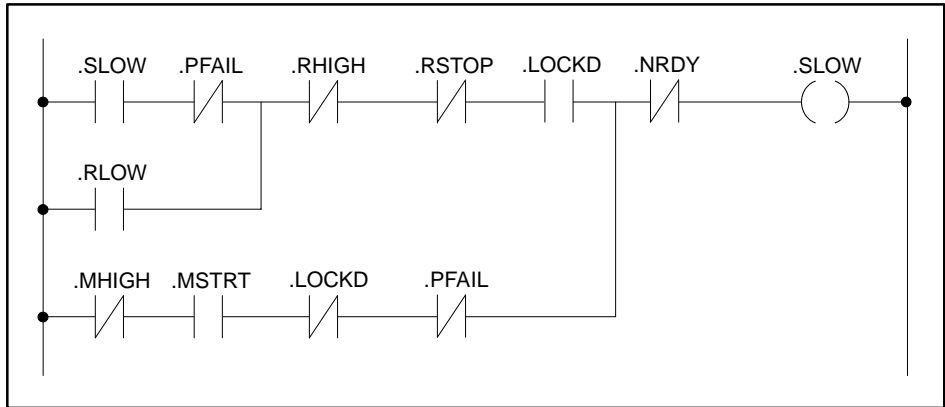 .SLOW .PFAIL .RHIGH .RSTOP .LOCKD .NRDY .SLOW
.RLOW
.MHIGH .MSTRT .LOCKD .PFAIL